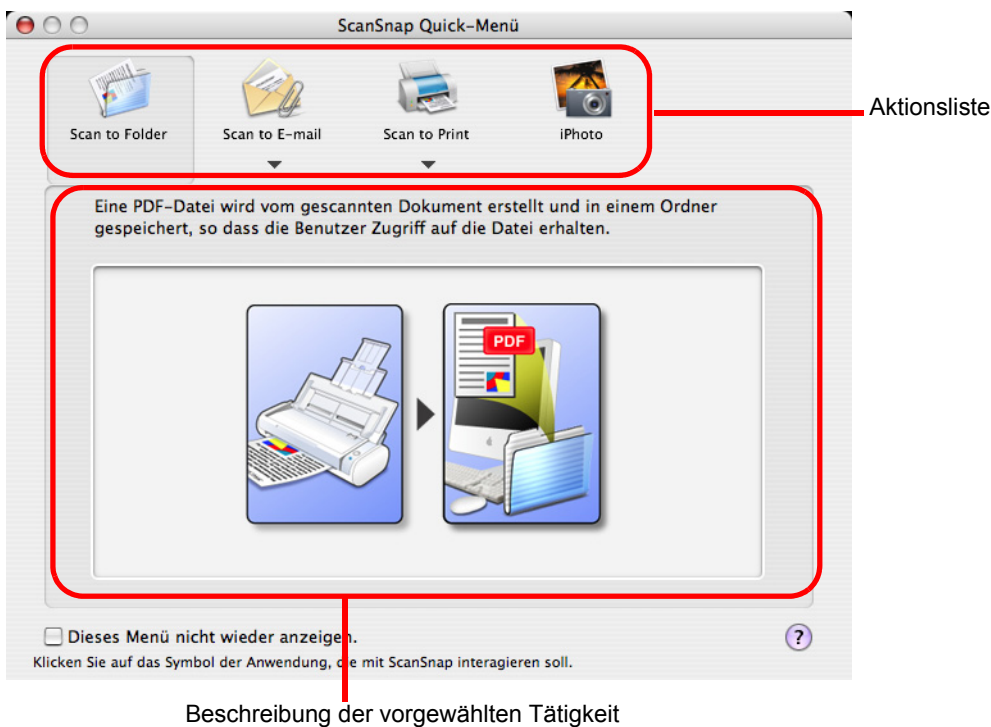 ScanSnap Quick-Menü
Scan to Folder
Scan to E-mail
Scan to Print
iPhoto
Aktionsliste
Eine PDF-Datei wird vom gescannten Dokument erstellt und in einem Ordner
gespeichert, so dass die Benutzer Zugriff auf die Datei erhalten.
PDF
Dieses Menü nicht wieder anzeigen.
?
Klicken Sie auf das Symbol der Anwendung, die mit ScanSnap interagieren soll.
Beschreibung der vorgewählten Tätigkeit